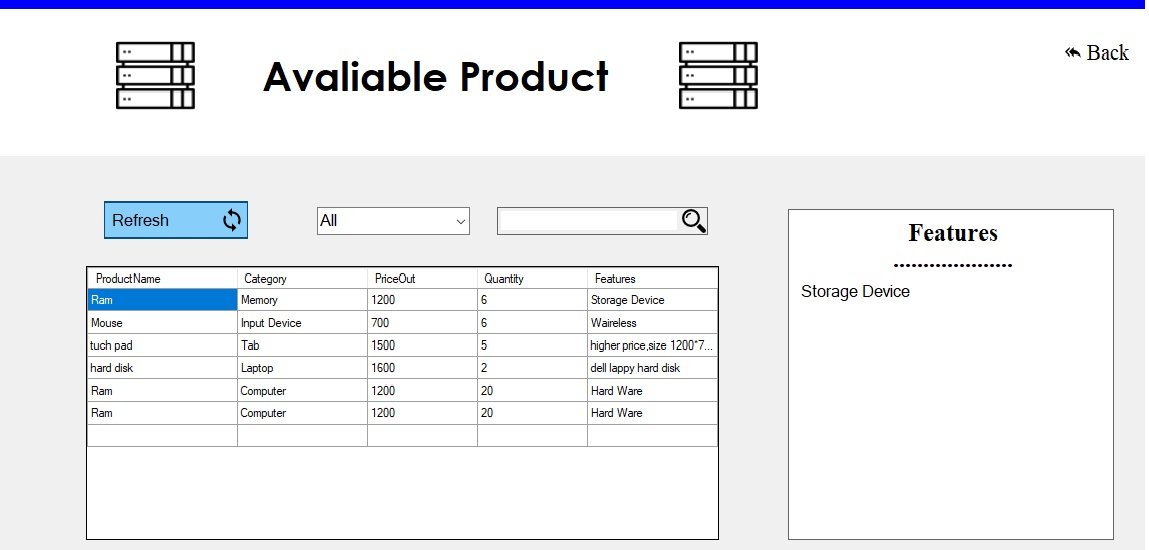 Back
Avaliable Product
Refresh
All
Features
....................
Storage Device
ProductName Category PriceOut Quantity Features
Ram Memory 1200 6 Storage Device
Mouse Input Device 700 6 Waireless
tuch pad Tab 1500 5 higher price,size 1200*7...
hard disk Laptop 1600 2 dell lappy hard disk
Ram Computer 1200 20 Hard Ware
Ram Computer 1200 20 Hard Ware